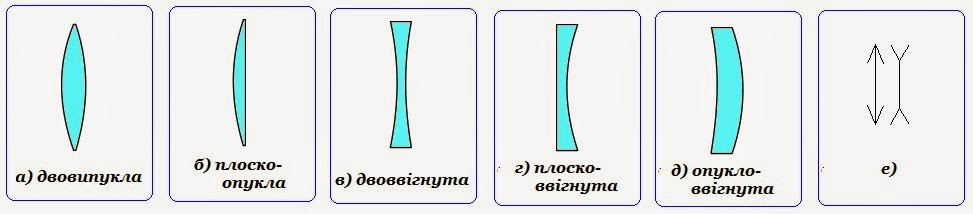 а) двовипукла
б) плоско-
опукла
в) двоввігнута
г) плоско-
ввігнута
д) опукло-
ввігнута
е)